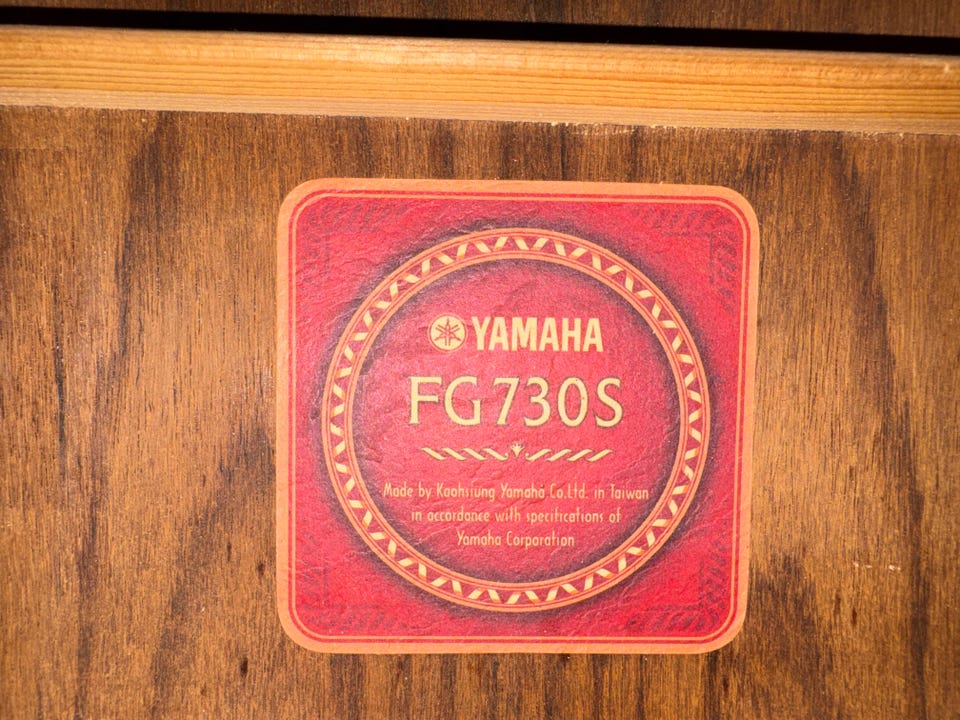 YAMAHA
FG730S
Made by Kaohsiung Yamaha Co.Ltd. in Taiwan
in accordance with specifications of
Yamaha Corporation